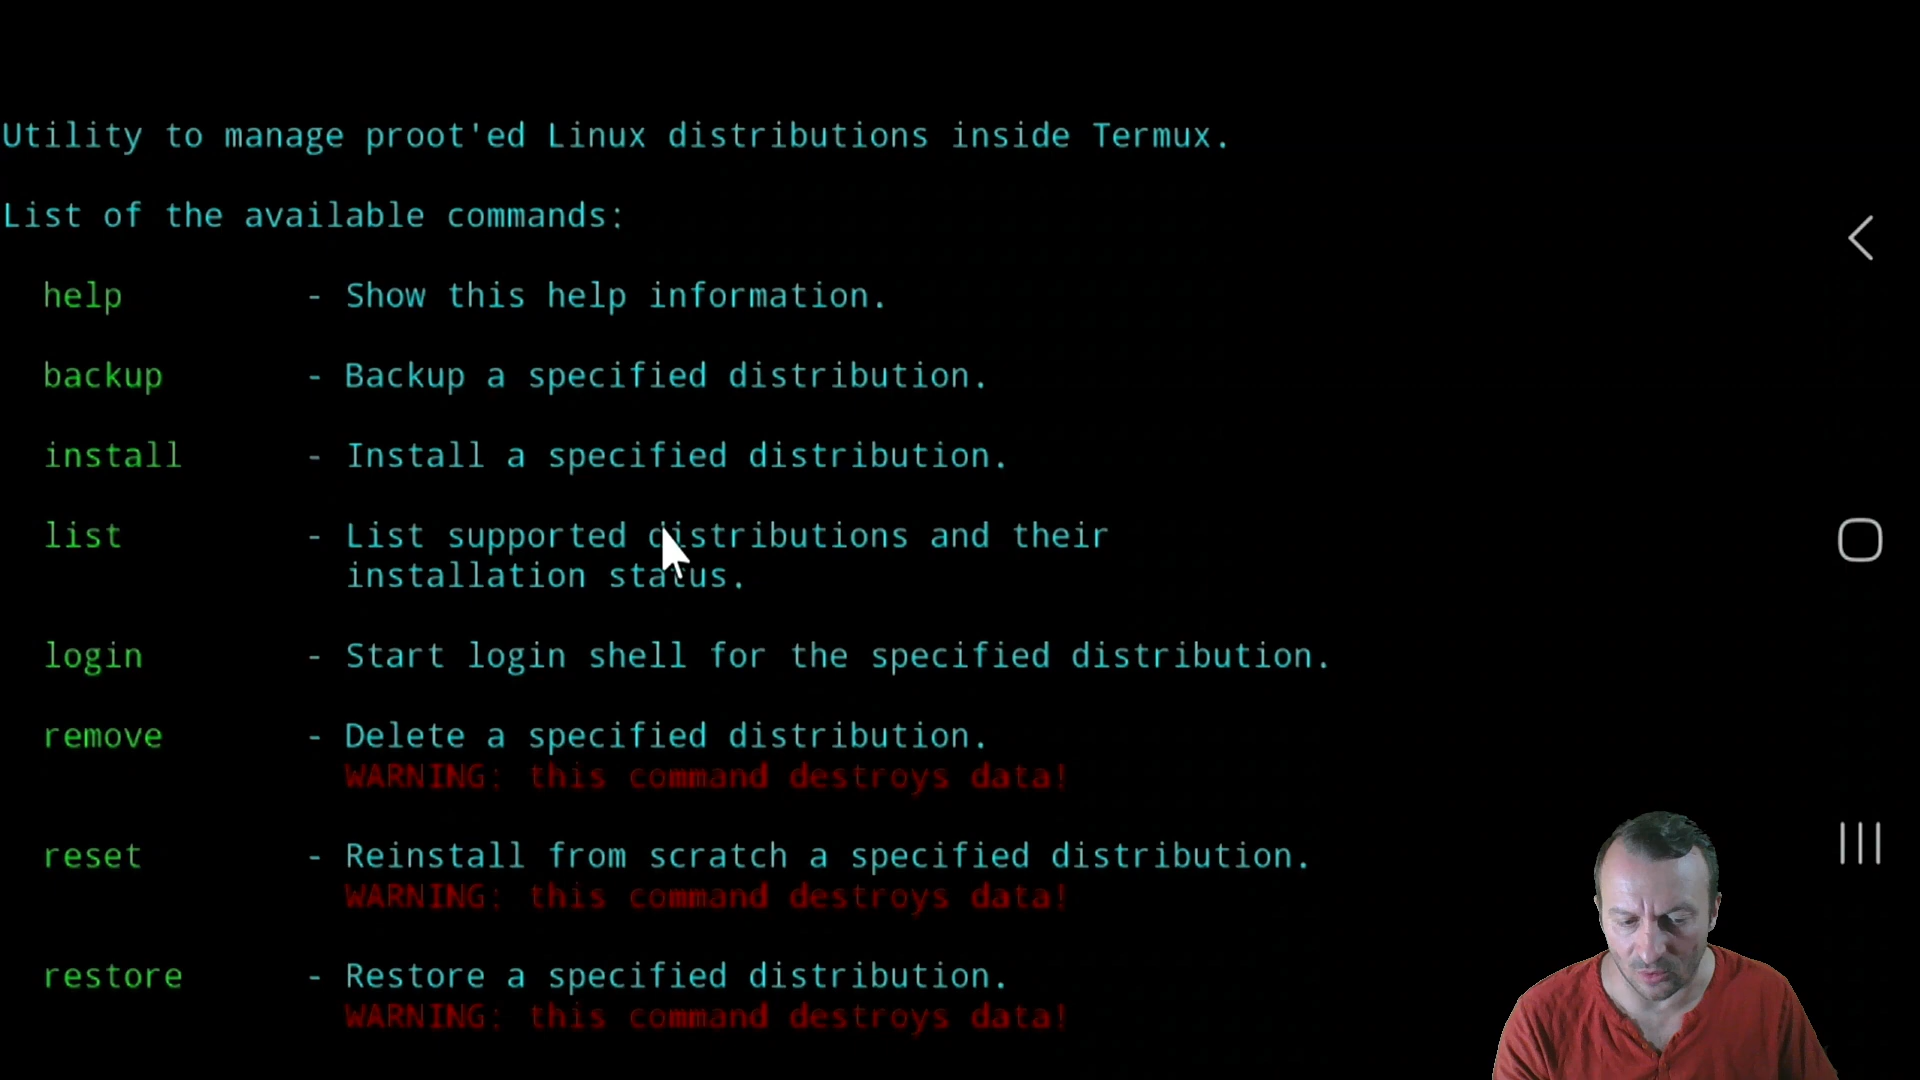 Utility to manage proot'ed Linux distributions inside Termux.
List of the available commands:
help - Show this help information.
backup - Backup a specified distribution.
install - Install a specified distribution.
list - List supported distributions and their
installation status.
login - Start login shell for the specified distribution.
remove - Delete a specified distribution.
WARNING: this command destroys data!
reset - Reinstall from scratch a specified distribution.
WARNING: this command destroys data!
restore - Restore a specified distribution.
WARNING: this command destroys data!